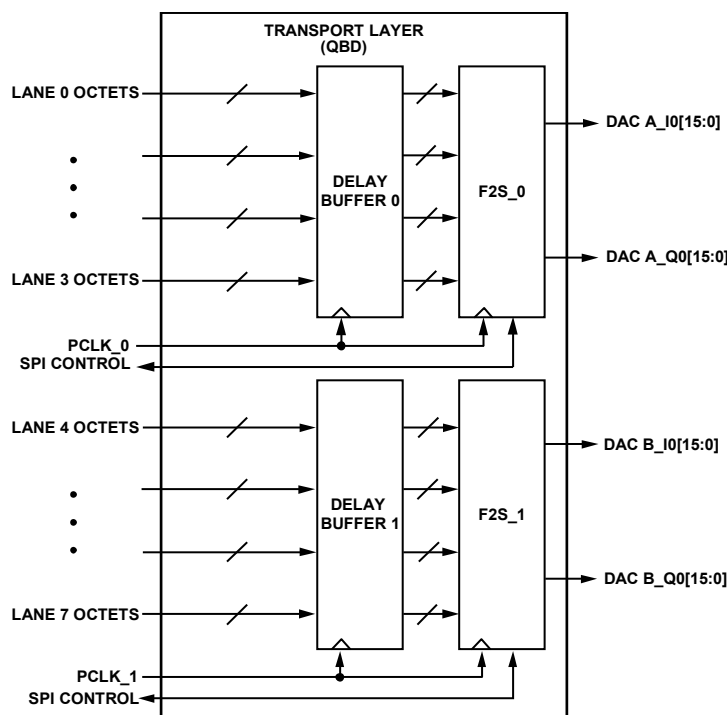 TRANSPORT LAYER
(QBD)
LANE 0 OCTETS
LANE 3 OCTETS
DELAY
BUFFER 0
F2S_0
DAC A_I0[15:0]
DAC A_Q0[15:0]
PCLK_0
SPI CONTROL
LANE 4 OCTETS
LANE 7 OCTETS
DELAY
BUFFER 1
F2S_1
DAC B_I0[15:0]
DAC B_Q0[15:0]
PCLK_1
SPI CONTROL